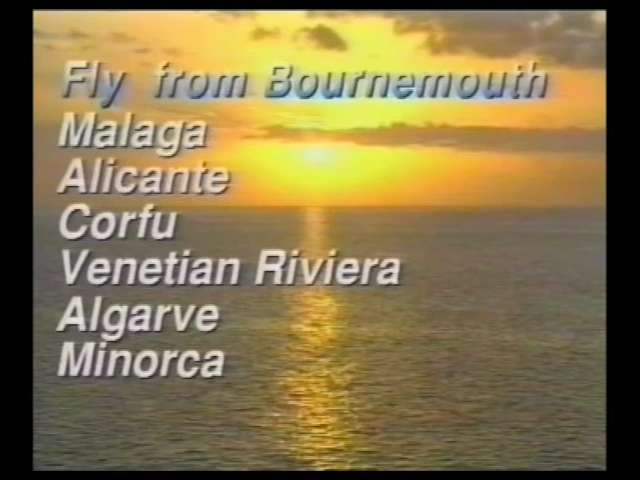 Fly from Bournemouth
Malaga
Alicante
Corfu
Venetian Riviera
Algarve
Minorca